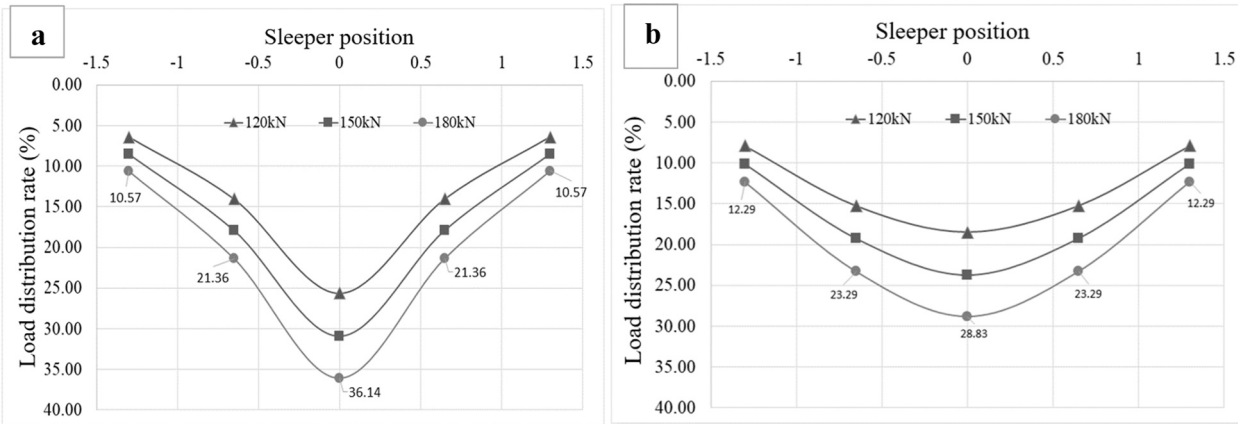 a
Sleeper position
-1.5 -1 -0.5 0 0.5 1 1.5
0.00
5.00
10.00
15.00
20.00
25.00
30.00
35.00
40.00
Load distribution rate (%)
120kN 150kN 180kN
10.57
10.57
21.36
21.36
36.14
b
Sleeper position
-1.5 -1 -0.5 0 0.5 1 1.5
0.00
5.00
10.00
15.00
20.00
25.00
30.00
35.00
40.00
Load distribution rate (%)
120kN 150kN 180kN
12.29
12.29
23.29
23.29
28.83